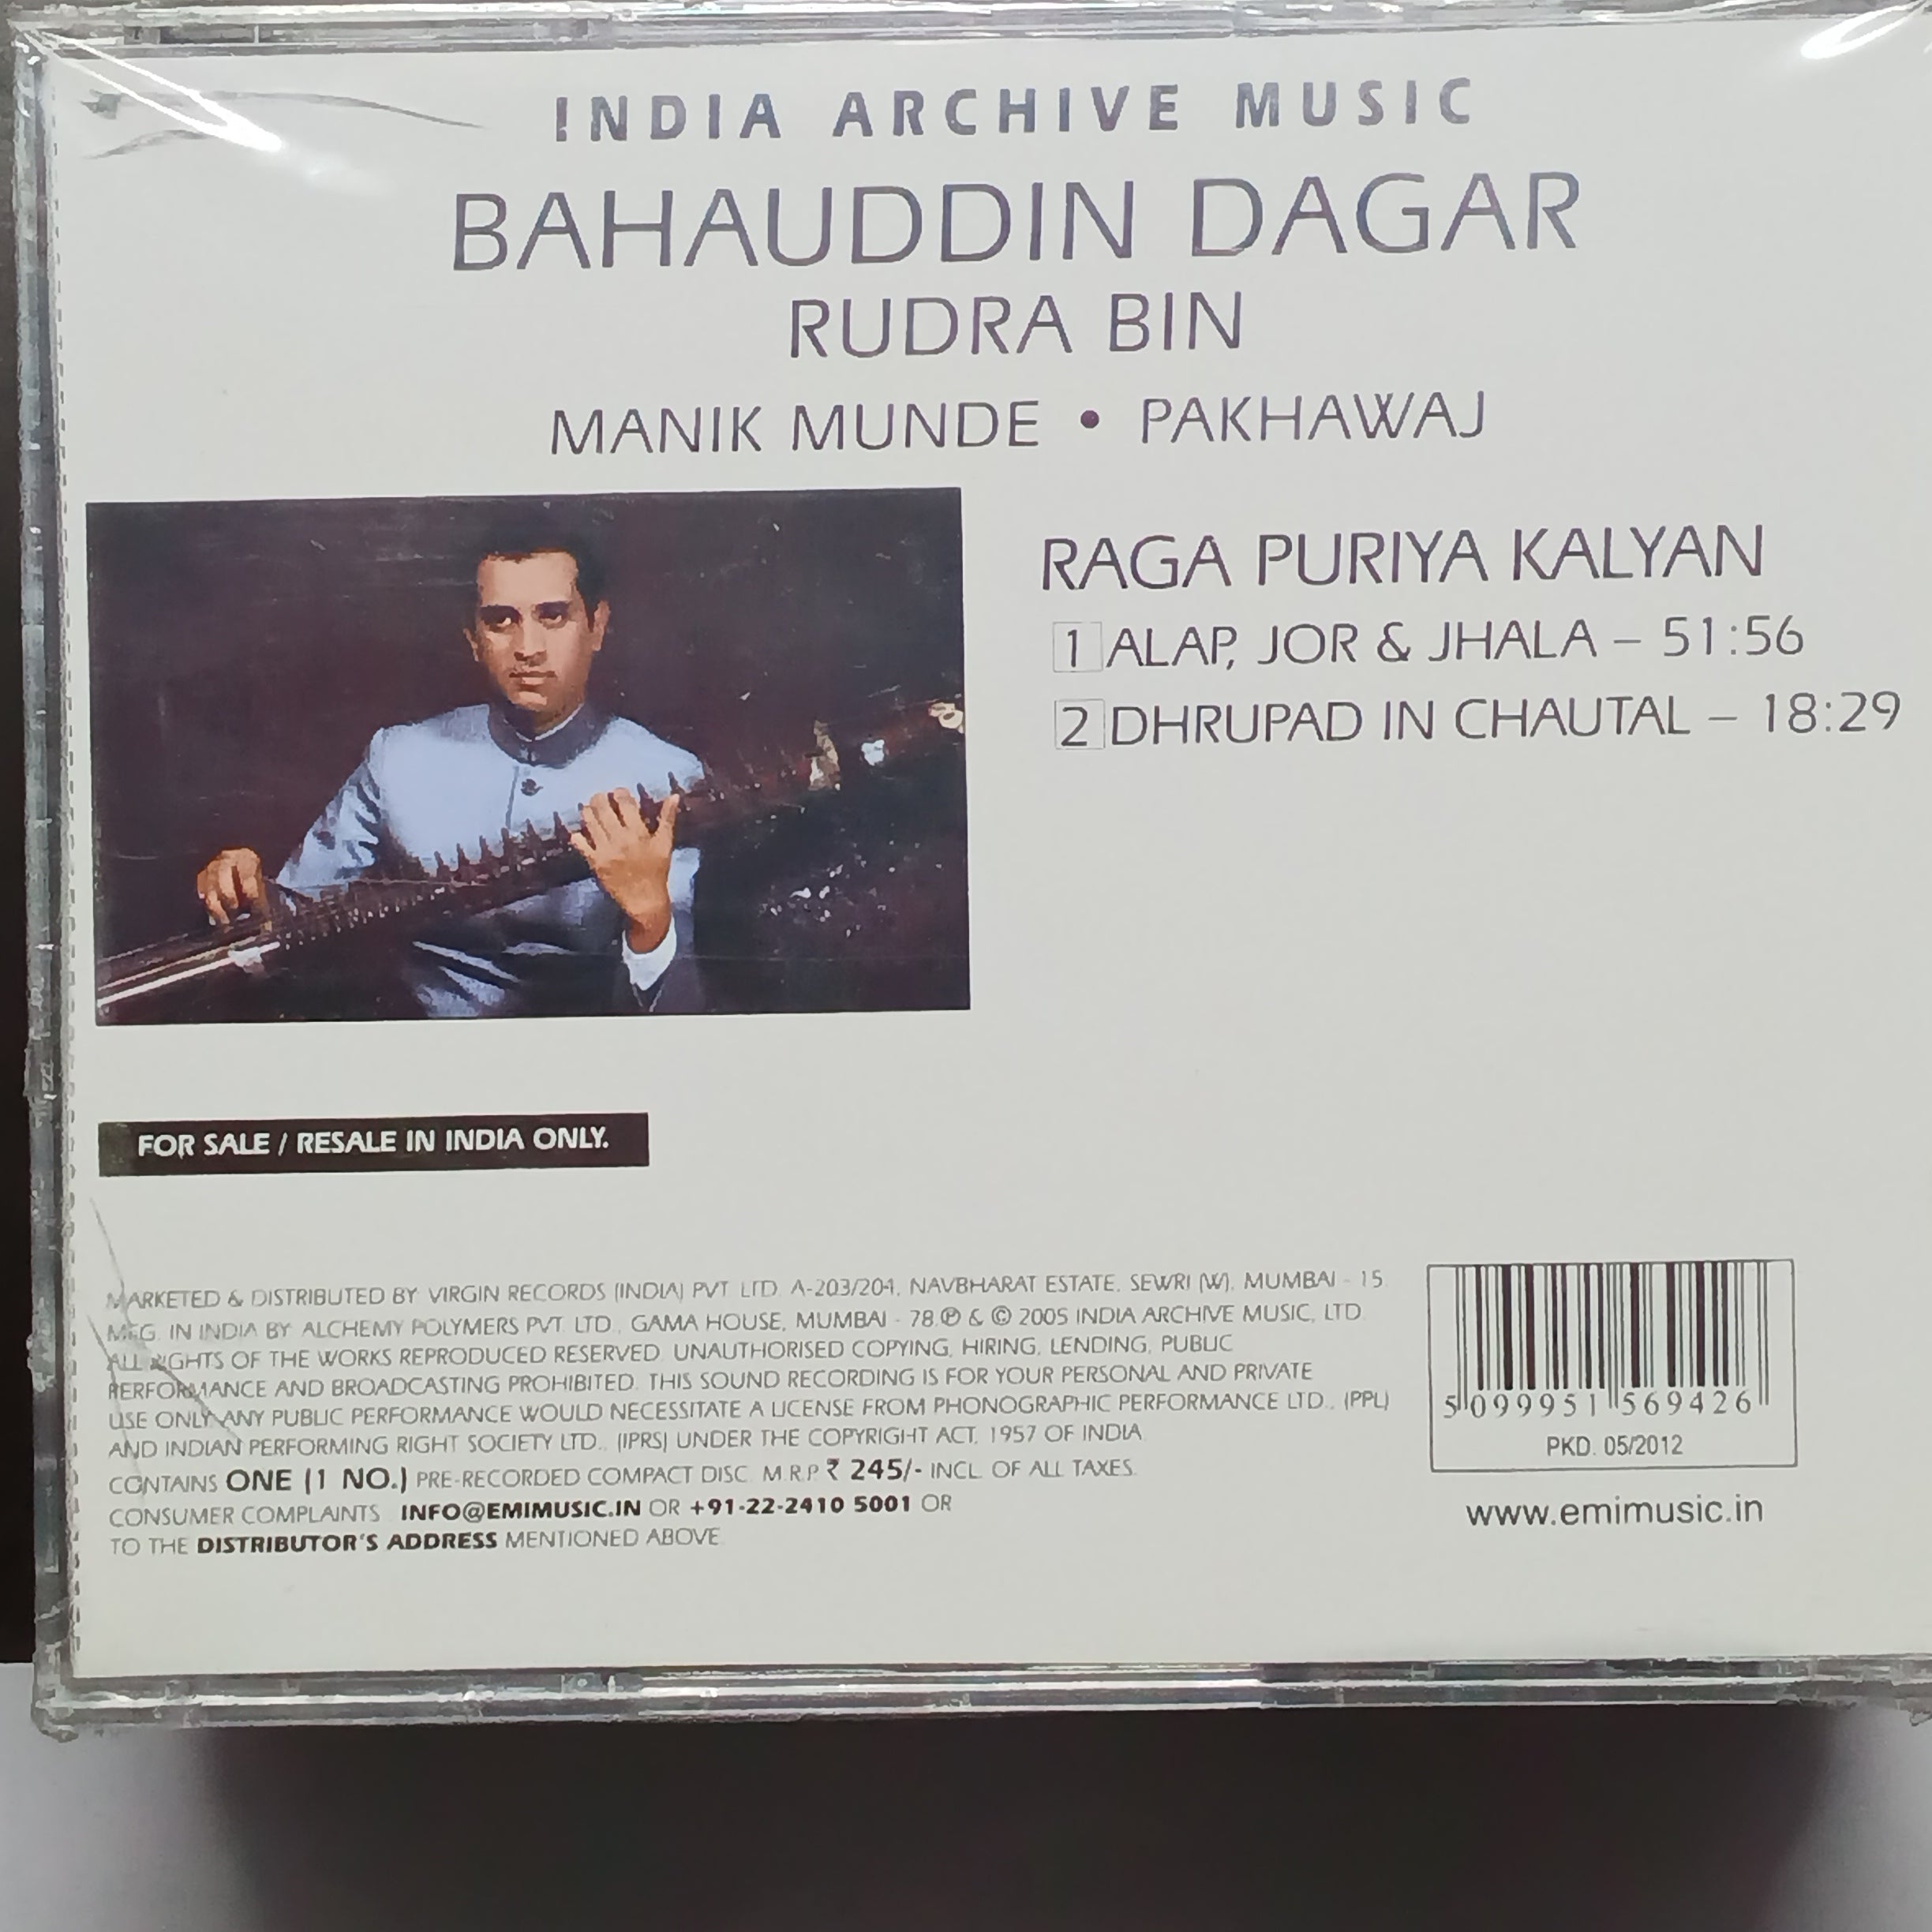 INDIA ARCHIVE MUSIC
BAHAUDDIN DAGAR
RUDRA BIN
MANIK MUNDE • PAKHAWAJ
RAGA PURIYA KALYAN
1 ALAP, JOR & JHALA – 51:56
2 DHRUPAD IN CHAUTAL – 18:29
FOR SALE / RESALE IN INDIA ONLY.
MARKETED & DISTRIBUTED BY VIRGIN RECORDS (INDIA) PVT. LTD. A-203/204, NAVBHARAT ESTATE, SEWRI (W), MUMBAI - 15.
MFG. IN INDIA BY ALCHEMY POLYMERS PVT. LTD., GAMA HOUSE, MUMBAI - 78. ℗ & © 2005 INDIA ARCHIVE MUSIC, LTD.
ALL RIGHTS OF THE WORKS REPRODUCED RESERVED. UNAUTHORISED COPYING, HIRING, LENDING, PUBLIC
PERFORMANCE AND BROADCASTING PROHIBITED. THIS SOUND RECORDING IS FOR YOUR PERSONAL AND PRIVATE
USE ONLY. ANY PUBLIC PERFORMANCE WOULD NECESSITATE A LICENSE FROM PHONOGRAPHIC PERFORMANCE LTD., (PPL)
AND INDIAN PERFORMING RIGHT SOCIETY LTD., (IPRS) UNDER THE COPYRIGHT ACT, 1957 OF INDIA.
CONTAINS ONE (1 NO.) PRE-RECORDED COMPACT DISC. M.R.P. ₹ 245/- INCL. OF ALL TAXES.
CONSUMER COMPLAINTS : INFO@EMIMUSIC.IN OR +91-22-2410 5001 OR
TO THE DISTRIBUTOR'S ADDRESS MENTIONED ABOVE.
5 099951 569426
PKD. 05/2012
www.emimusic.in